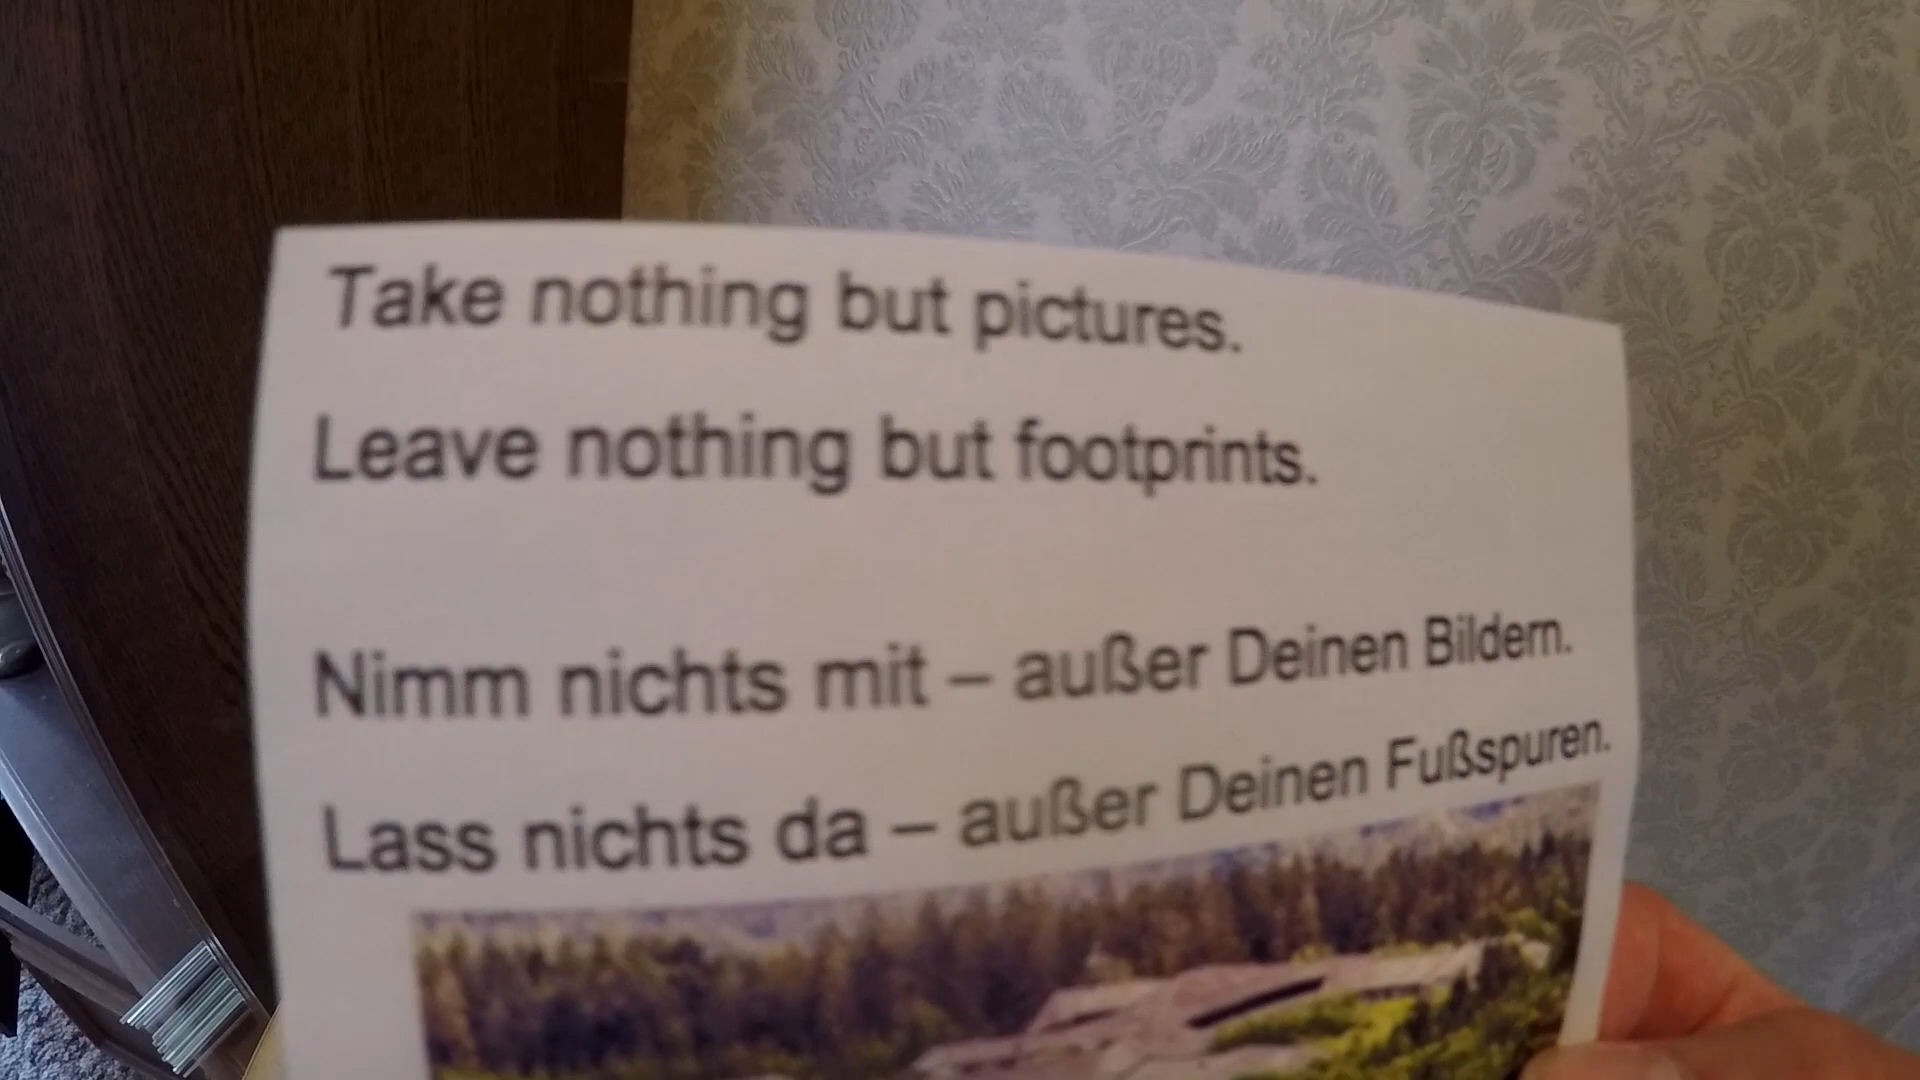 Take nothing but pictures.
Leave nothing but footprints.
Nimm nichts mit – außer Deinen Bildern.
Lass nichts da – außer Deinen Fußspuren.